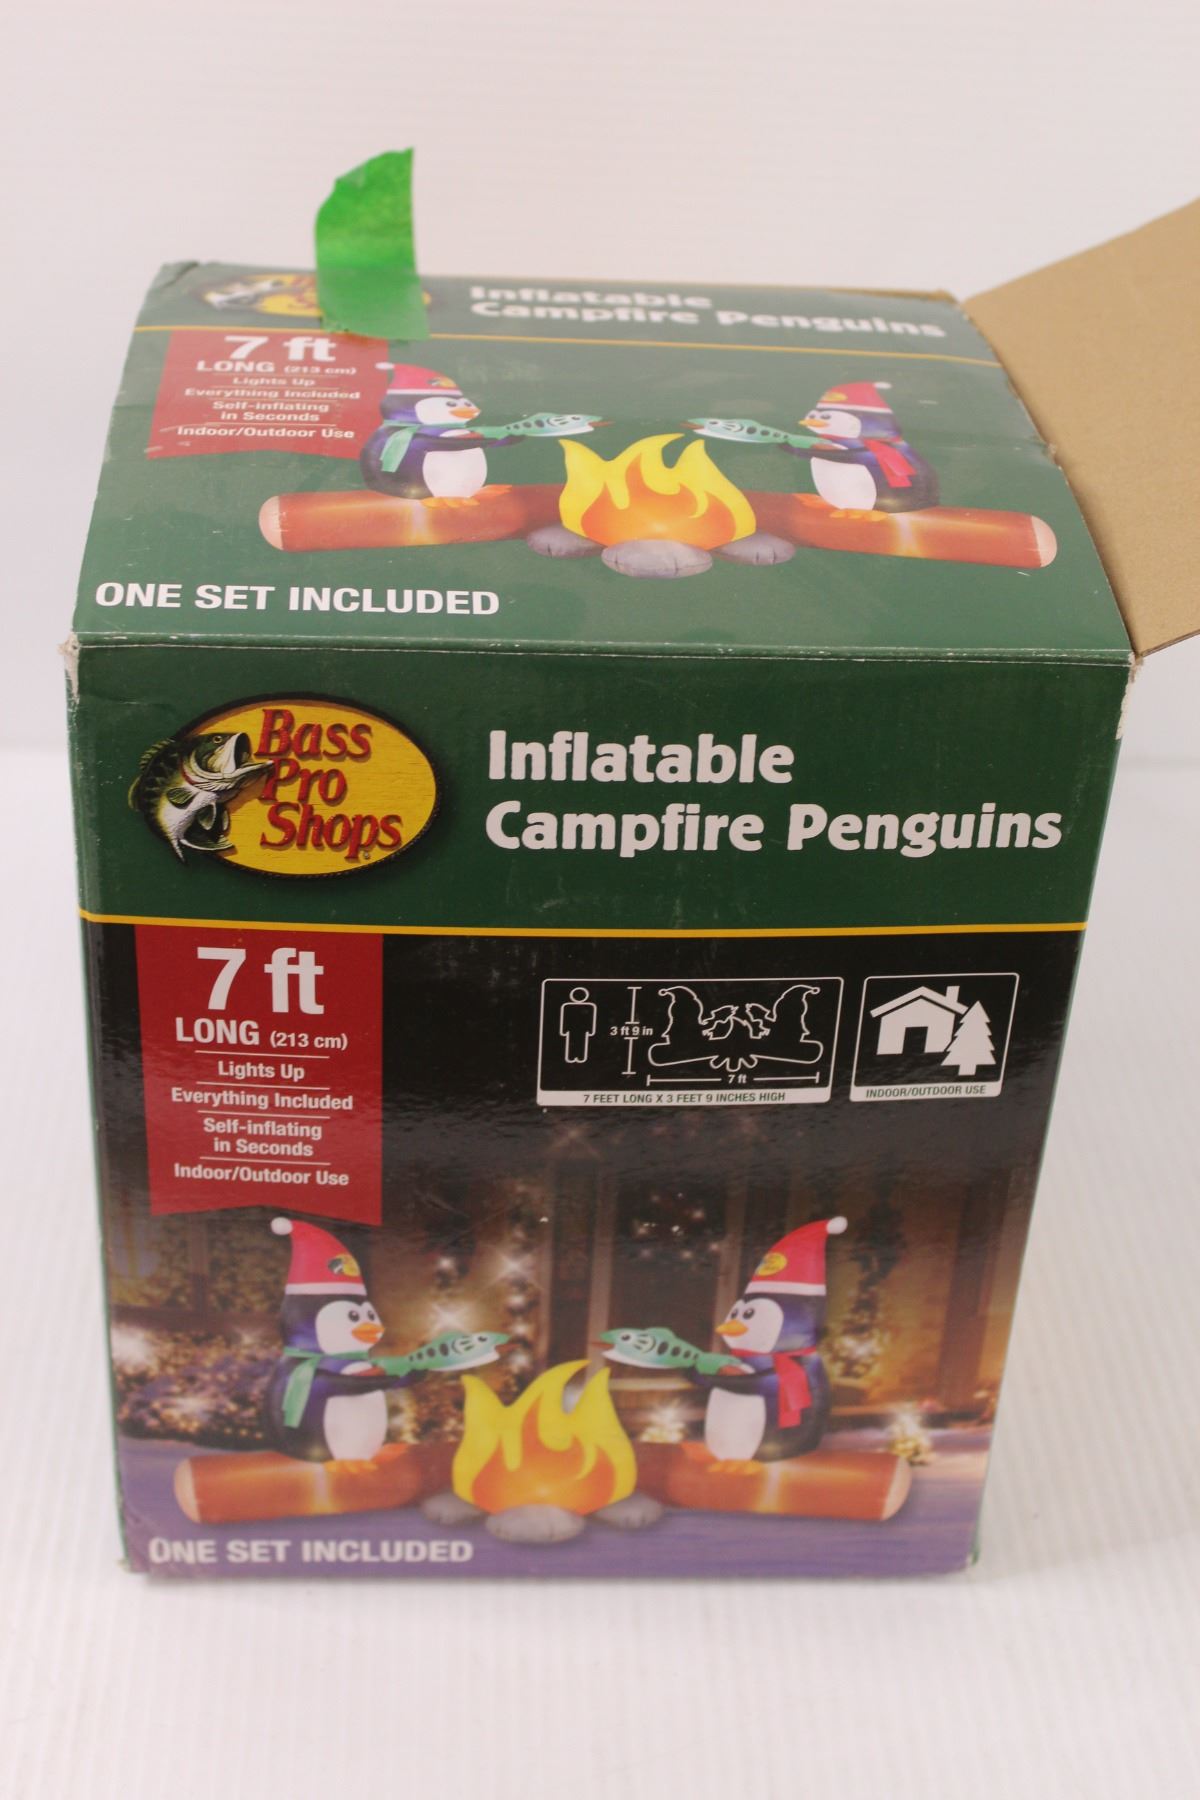 Inflatable
Campfire Penguins
7 ft
LONG (213 cm)
Lights Up
Everything Included
Self-inflating
in Seconds
Indoor/Outdoor Use
ONE SET INCLUDED
Bass
Pro
Shops
Inflatable
Campfire Penguins
7 ft
LONG (213 cm)
Lights Up
Everything Included
Self-inflating
in Seconds
Indoor/Outdoor Use
3 ft 9 in
7 ft
7 FEET LONG X 3 FEET 9 INCHES HIGH
INDOOR/OUTDOOR USE
ONE SET INCLUDED